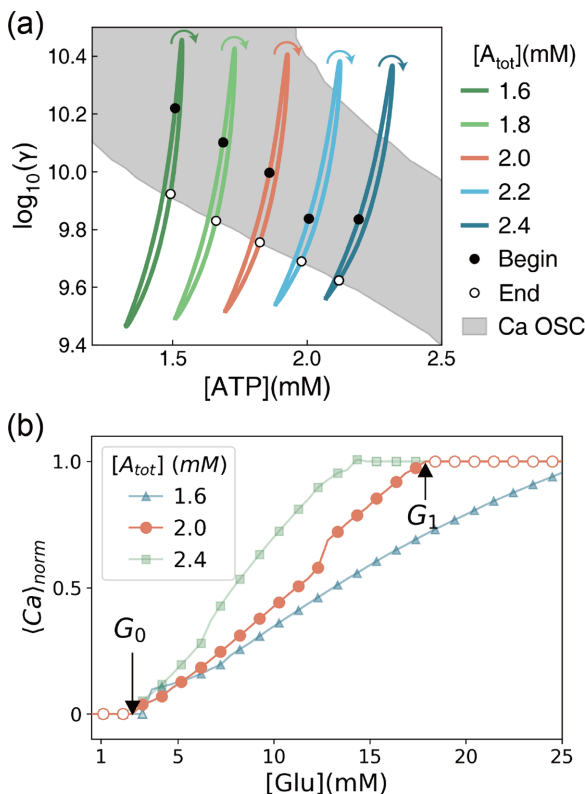 (a)
10.4
10.2
10.0
9.8
9.6
9.4
log10(γ)
1.5
2.0
2.5
[ATP](mM)
[Atot](mM)
1.6
1.8
2.0
2.2
2.4
Begin
End
Ca OSC
(b)
[Atot] (mM)
1.6
2.0
2.4
1.0
0.5
0
⟨Ca⟩norm
G0
G1
1
5
10
15
20
25
[Glu](mM)